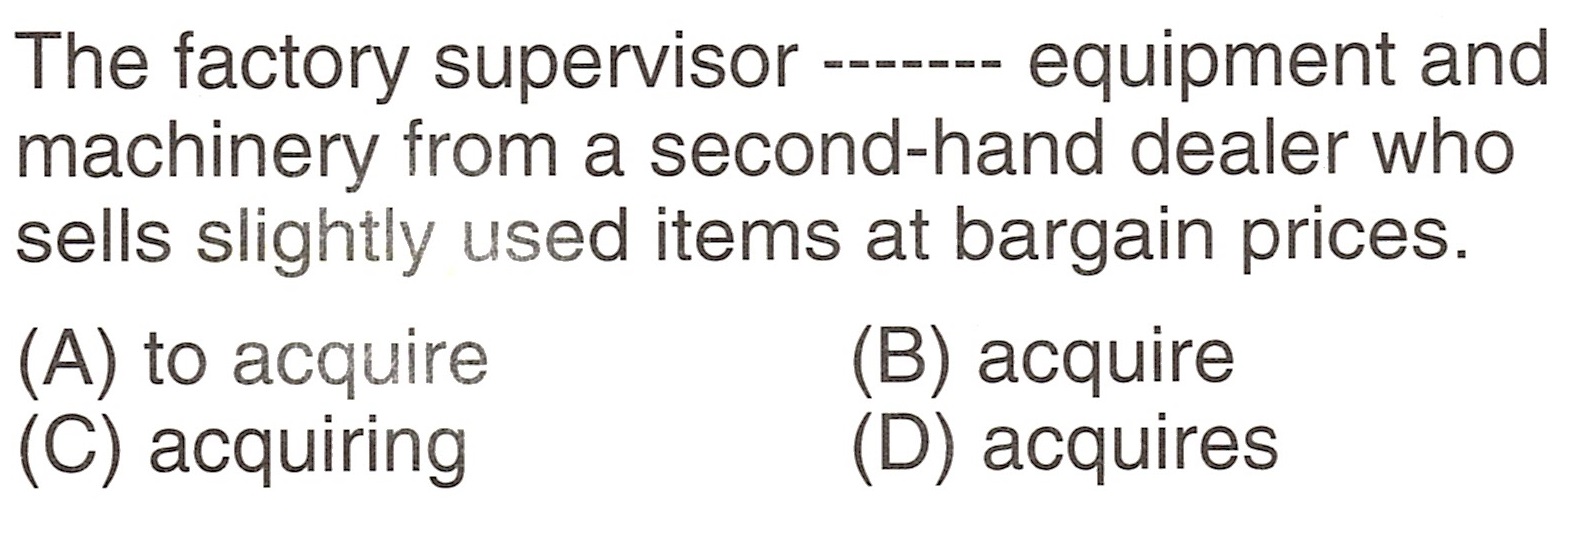 The factory supervisor ------- equipment and
machinery from a second-hand dealer who
sells slightly used items at bargain prices.
(A) to acquire (B) acquire
(C) acquiring (D) acquires